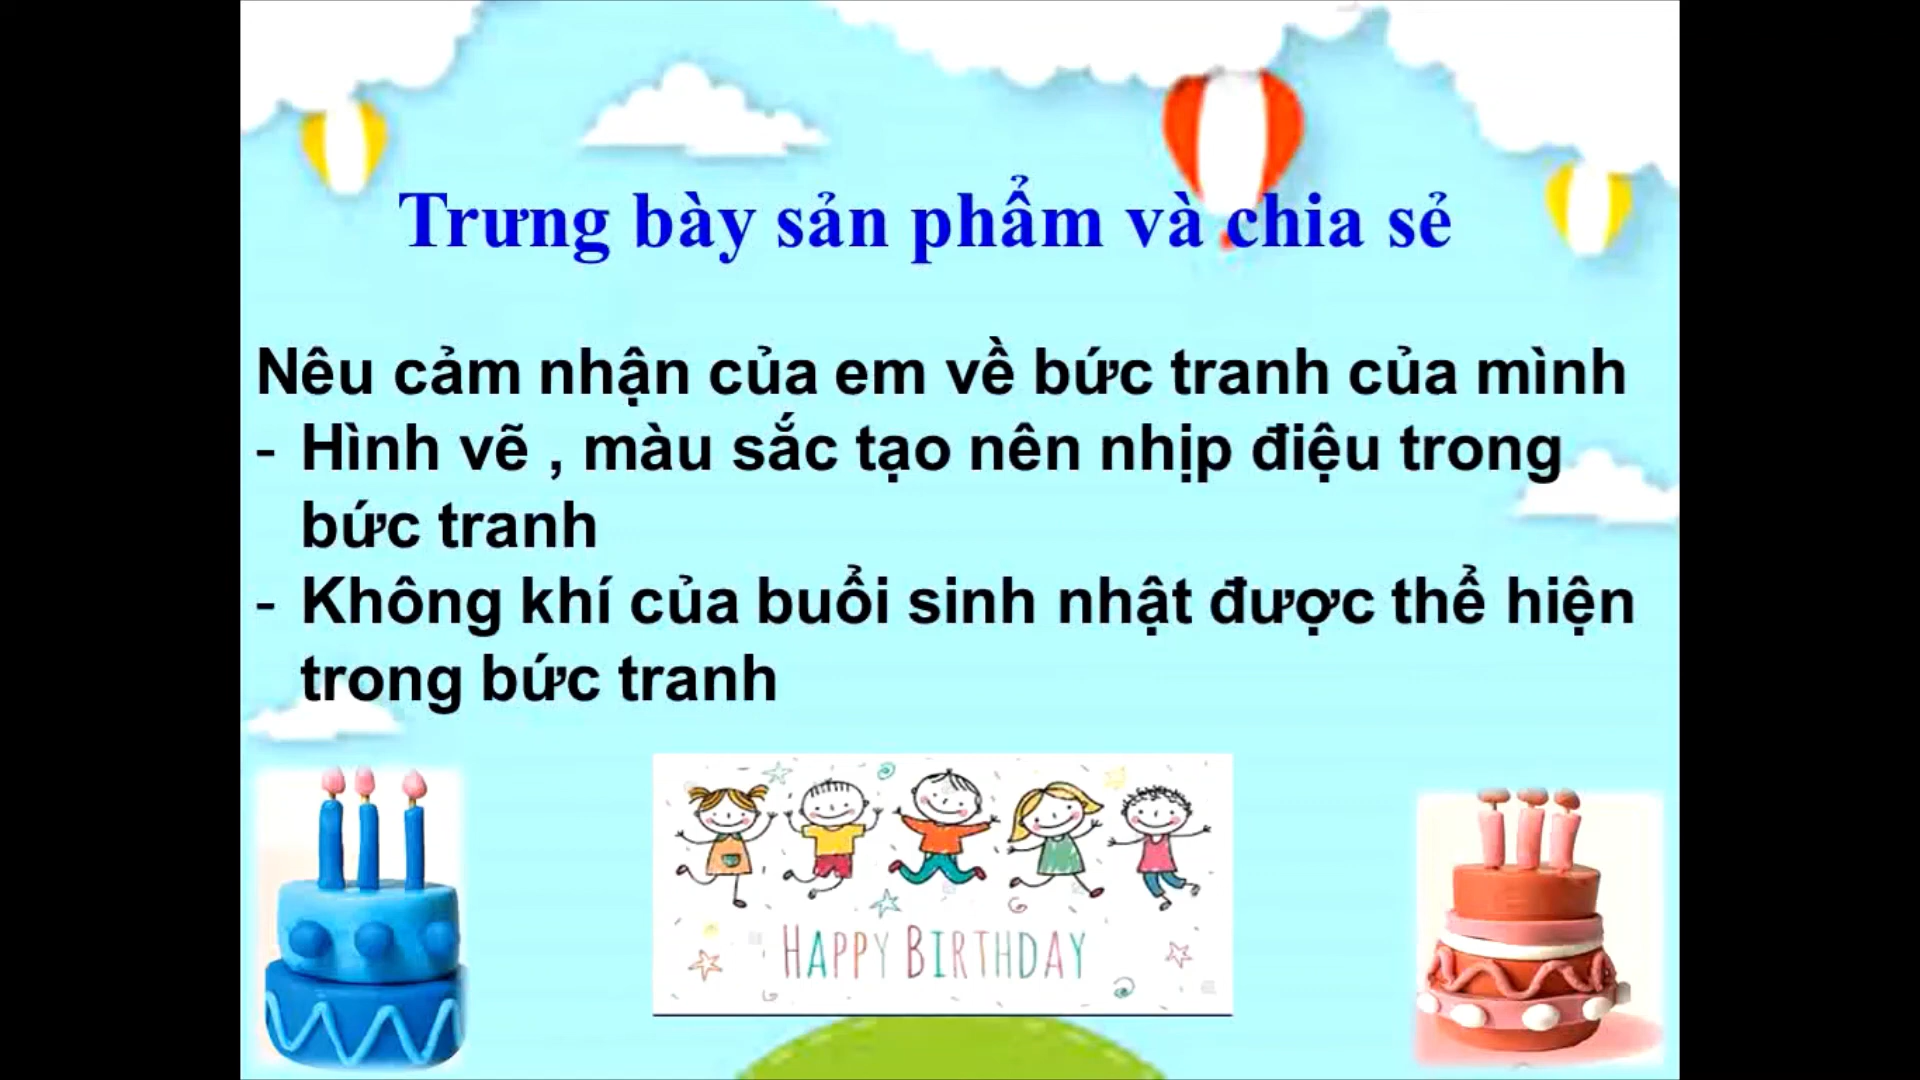 Trưng bày sản phẩm và chia sẻ
Nêu cảm nhận của em về bức tranh của mình
- Hình vẽ , màu sắc tạo nên nhịp điệu trong
bức tranh
- Không khí của buổi sinh nhật được thể hiện
trong bức tranh
HAPPY BIRTHDAY